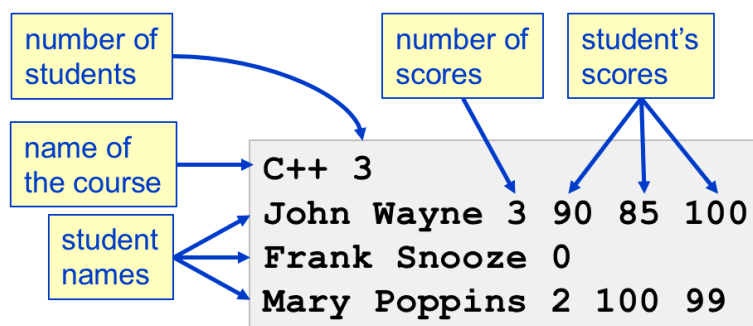 number of
students
number of
scores
student's
scores
name of
the course
student
names
C++ 3
John Wayne 3 90 85 100
Frank Snooze 0
Mary Poppins 2 100 99